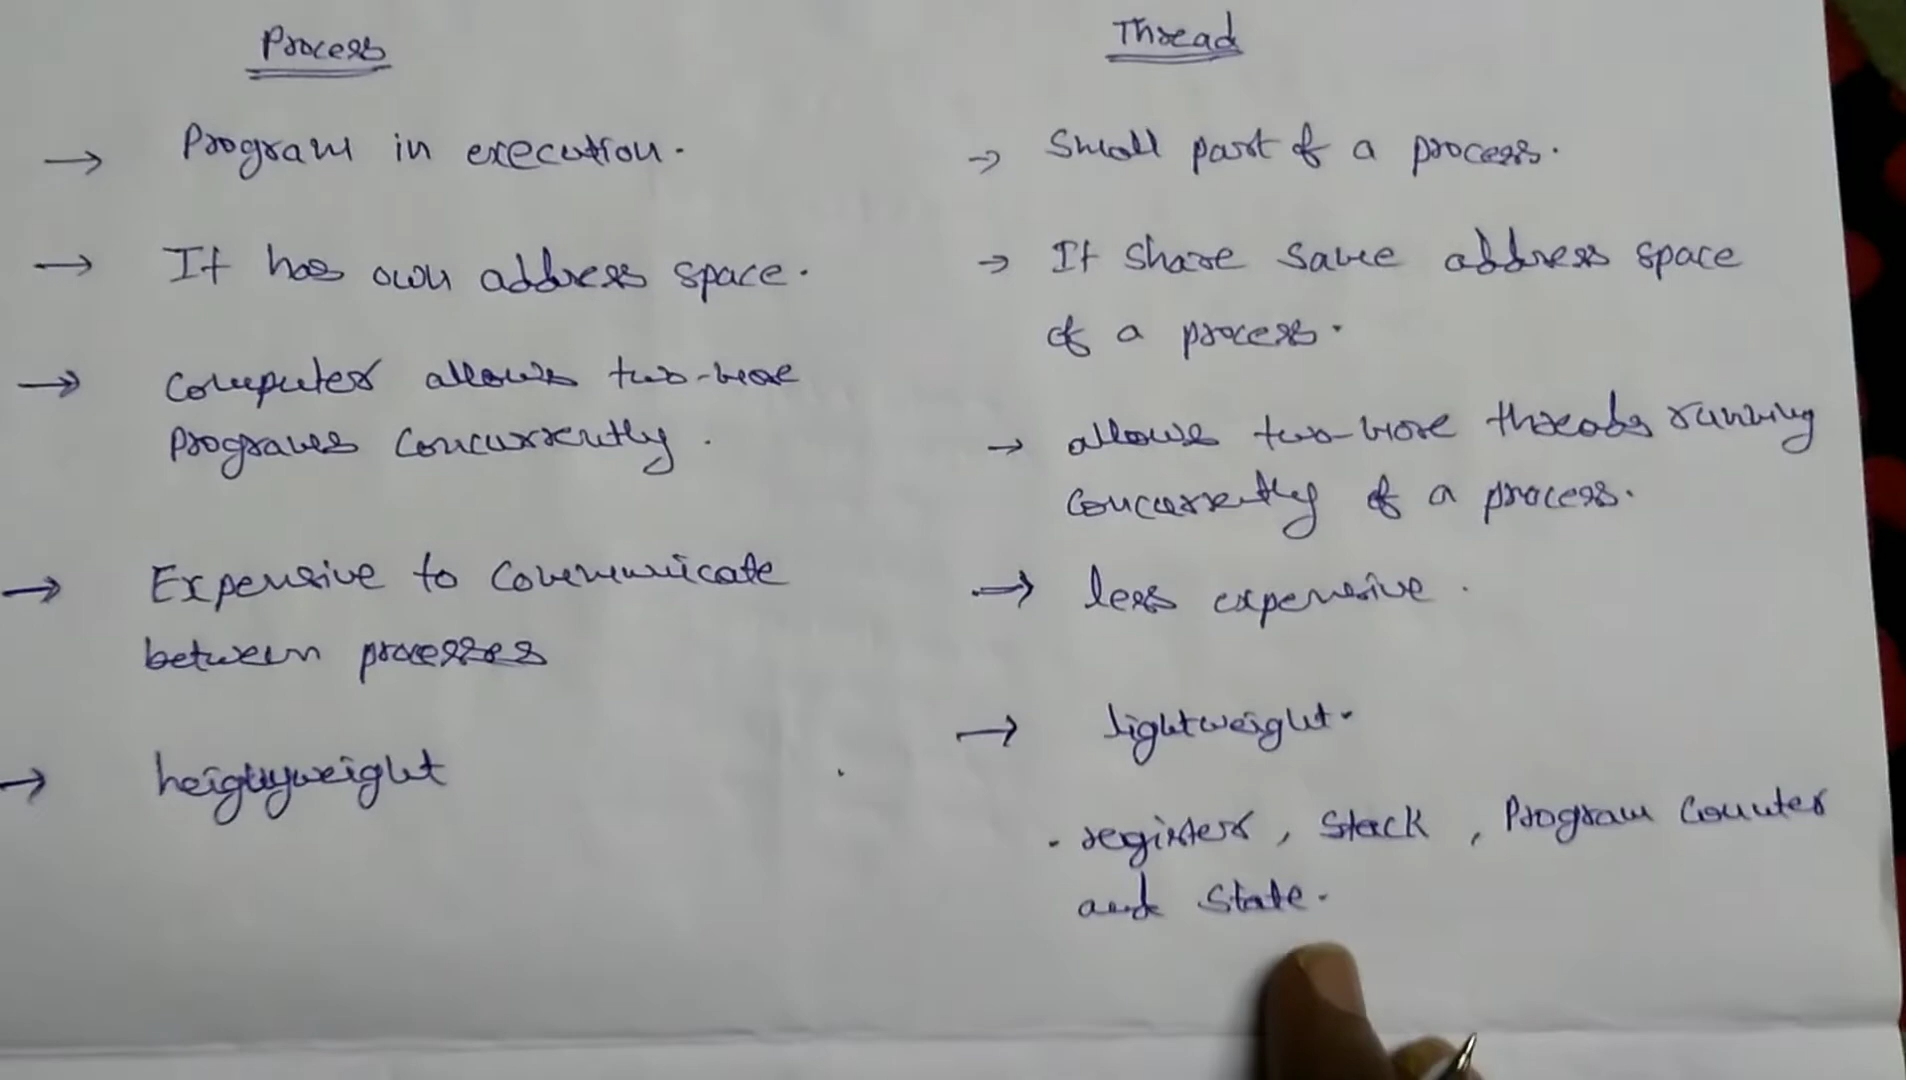 Process
Program in execution.
It has own address space.
Computer allows two-more
programes concurrently.
Expensive to communicate
between processes
heighyweight
Thread
Small part of a process.
It share same address space
of a process.
allows two-more threads running
concurrently of a process.
less expensive.
lightweight.
. registers, stack, Program Counter
and state.